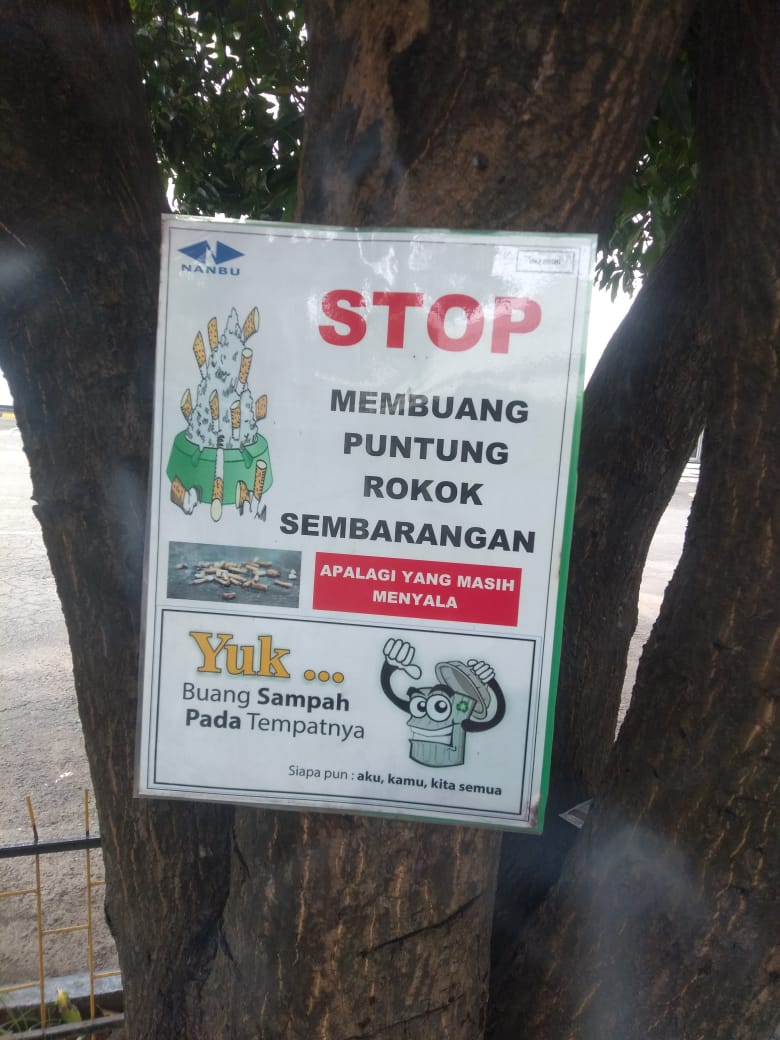 NANBU
STOP
MEMBUANG
PUNTUNG
ROKOK
SEMBARANGAN
APALAGI YANG MASIH
MENYALA
Yuk ...
Buang Sampah
Pada Tempatnya
Siapa pun : aku, kamu, kita semua